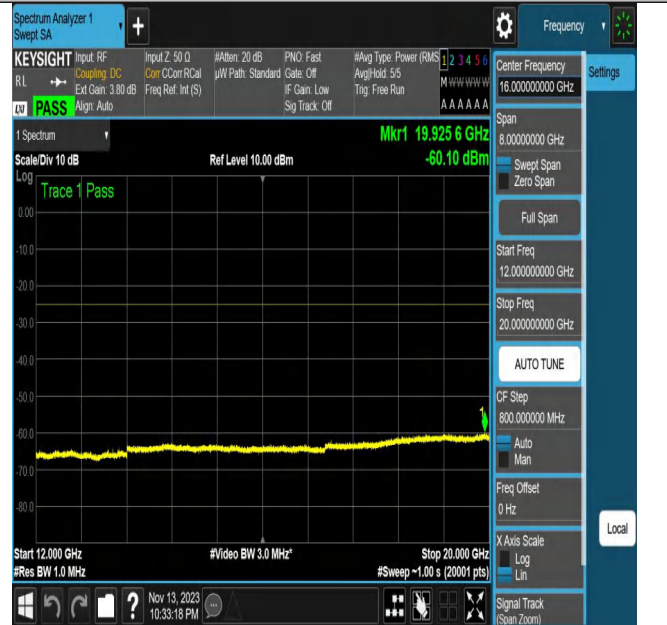 Spectrum Analyzer 1
Swept SA
+
Frequency
KEYSIGHT
RL
LXI
PASS
Input: RF
Coupling: DC
Ext Gain: 3.80 dB
Align: Auto
Input Z: 50 Ω
Corr CCorr RCal
Freq Ref: Int (S)
#Atten: 20 dB
µW Path: Standard
PNO: Fast
Gate: Off
IF Gain: Low
Sig Track: Off
#Avg Type: Power (RMS
Avg|Hold: 5/5
Trig: Free Run
1 2 3 4 5 6
M W W W W W
A A A A A A
1 Spectrum
Scale/Div 10 dB
Ref Level 10.00 dBm
Mkr1 19.925 6 GHz
-60.10 dBm
Log
Trace 1 Pass
0.00
-10.0
-20.0
-30.0
-40.0
-50.0
-60.0
-70.0
-80.0
1
Start 12.000 GHz
#Res BW 1.0 MHz
#Video BW 3.0 MHz*
Stop 20.000 GHz
#Sweep ~1.00 s (20001 pts)
Center Frequency
16.000000000 GHz
Settings
Span
8.00000000 GHz
Swept Span
Zero Span
Full Span
Start Freq
12.000000000 GHz
Stop Freq
20.000000000 GHz
AUTO TUNE
CF Step
800.000000 MHz
Auto
Man
Freq Offset
0 Hz
X Axis Scale
Log
Lin
Local
Signal Track
(Span Zoom)
?
Nov 13, 2023
10:33:18 PM